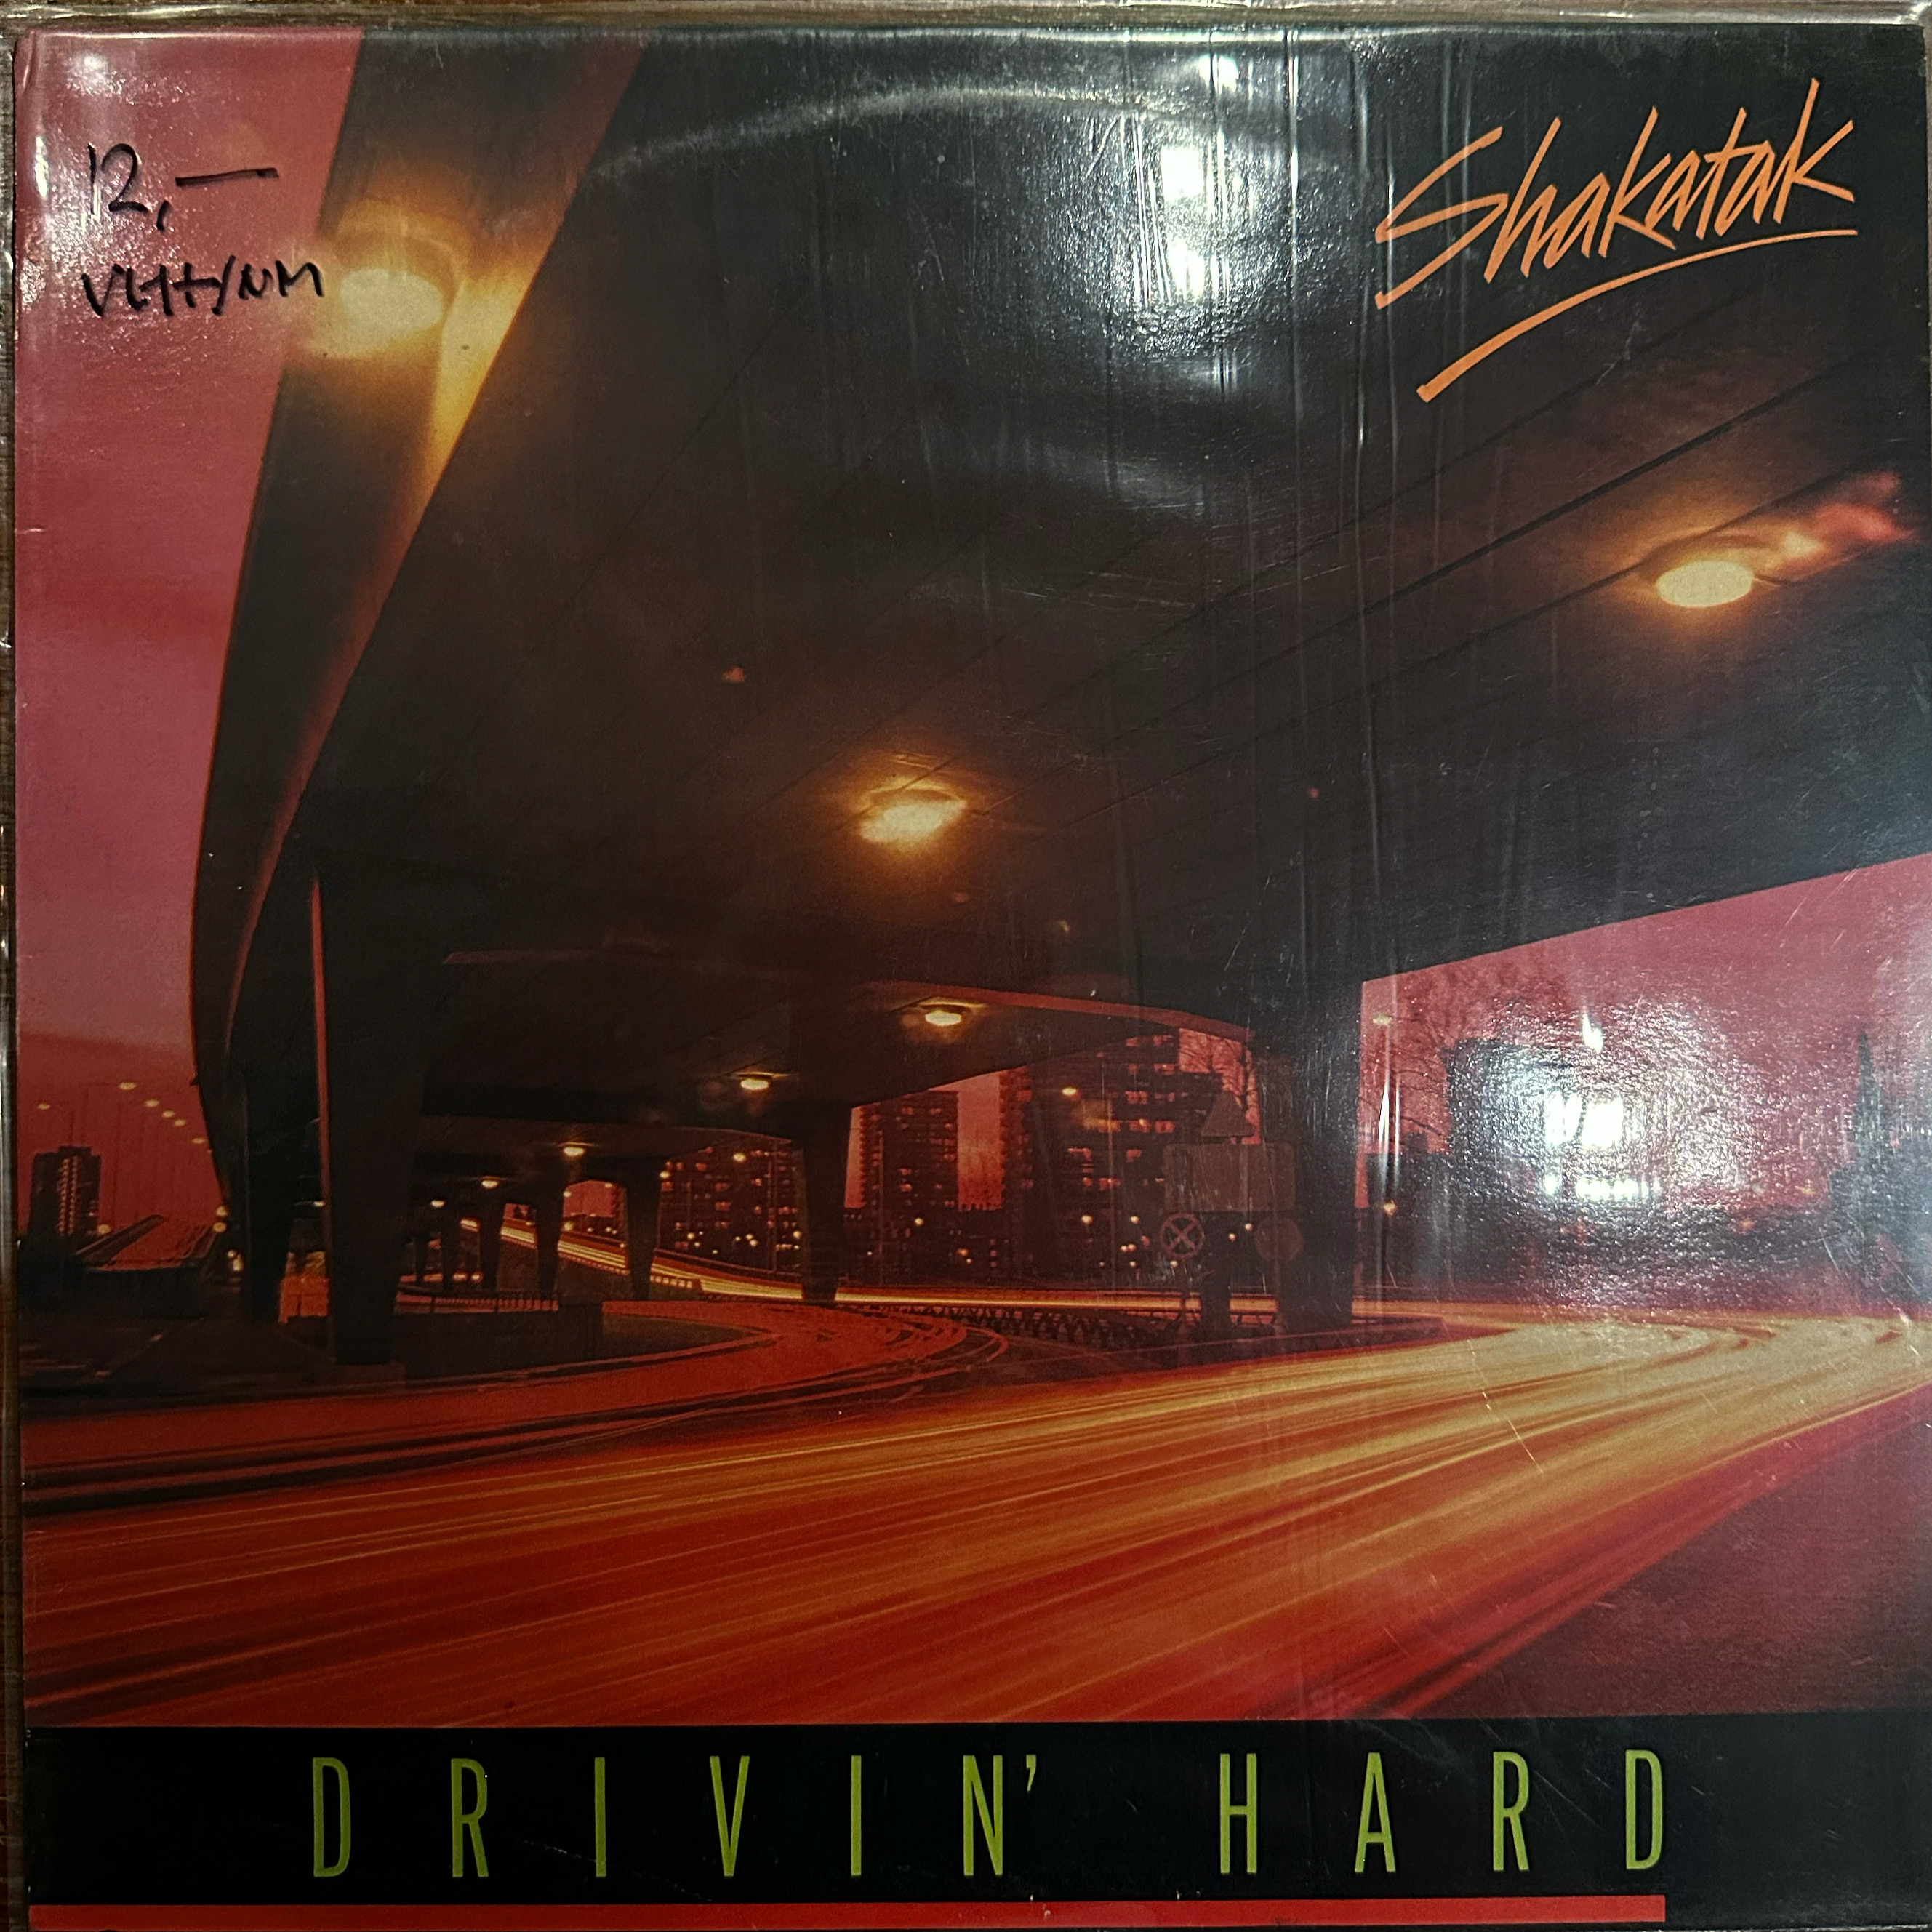 12,—
VG++/NM
Shakatak
DRIVIN' HARD